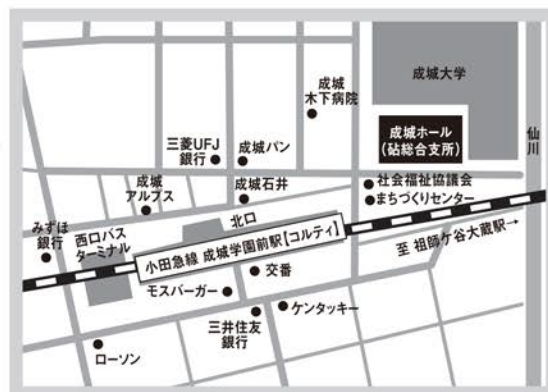 成城大学
成城
木下病院
成城ホール
（砧総合支所）
仙川
三菱UFJ
銀行
成城パン
社会福祉協議会
まちづくりセンター
成城
アルプス
成城石井
北口
みずほ
銀行
西口バス
ターミナル
小田急線 成城学園前駅【コルティ】
至 祖師ケ谷大蔵駅→
交番
モスバーガー
ケンタッキー
三井住友
銀行
ローソン